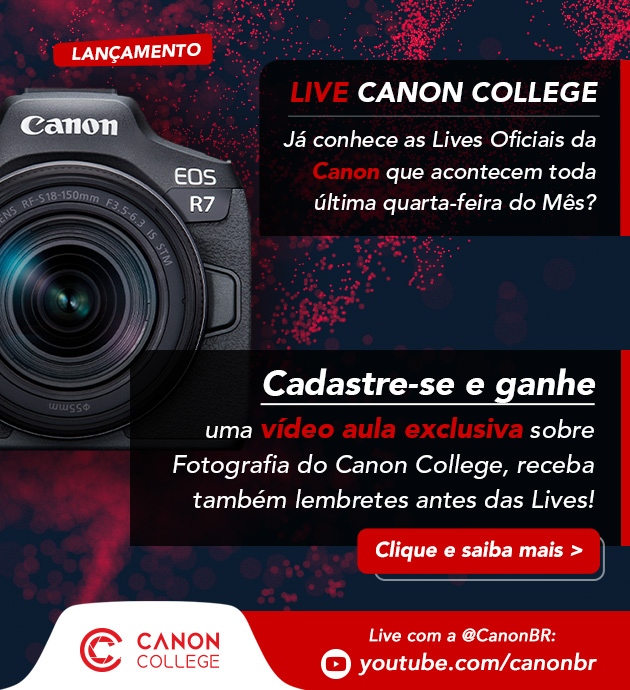 LANÇAMENTO
LIVE CANON COLLEGE
Já conhece as Lives Oficiais da
Canon que acontecem toda
última quarta-feira do Mês?
Canon
EOS
R7
LENS RF-S18-150mm F3.5-6.3 IS STM
Φ55mm
Cadastre-se e ganhe
uma vídeo aula exclusiva sobre
Fotografia do Canon College, receba
também lembretes antes das Lives!
Clique e saiba mais >
CANON
COLLEGE
Live com a @CanonBR:
youtube.com/canonbr